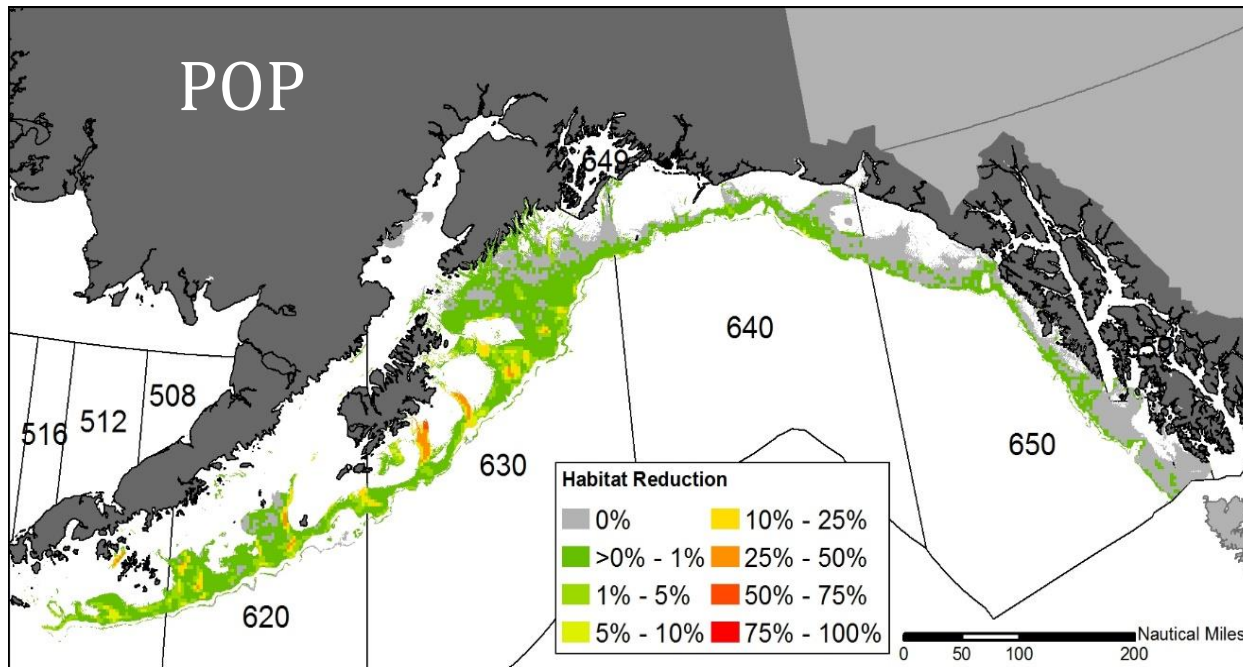 POP
649
640
508
512
516
650
630
620
Habitat Reduction
0%
>0% - 1%
1% - 5%
5% - 10%
10% - 25%
25% - 50%
50% - 75%
75% - 100%
Nautical Miles
0 50 100 200